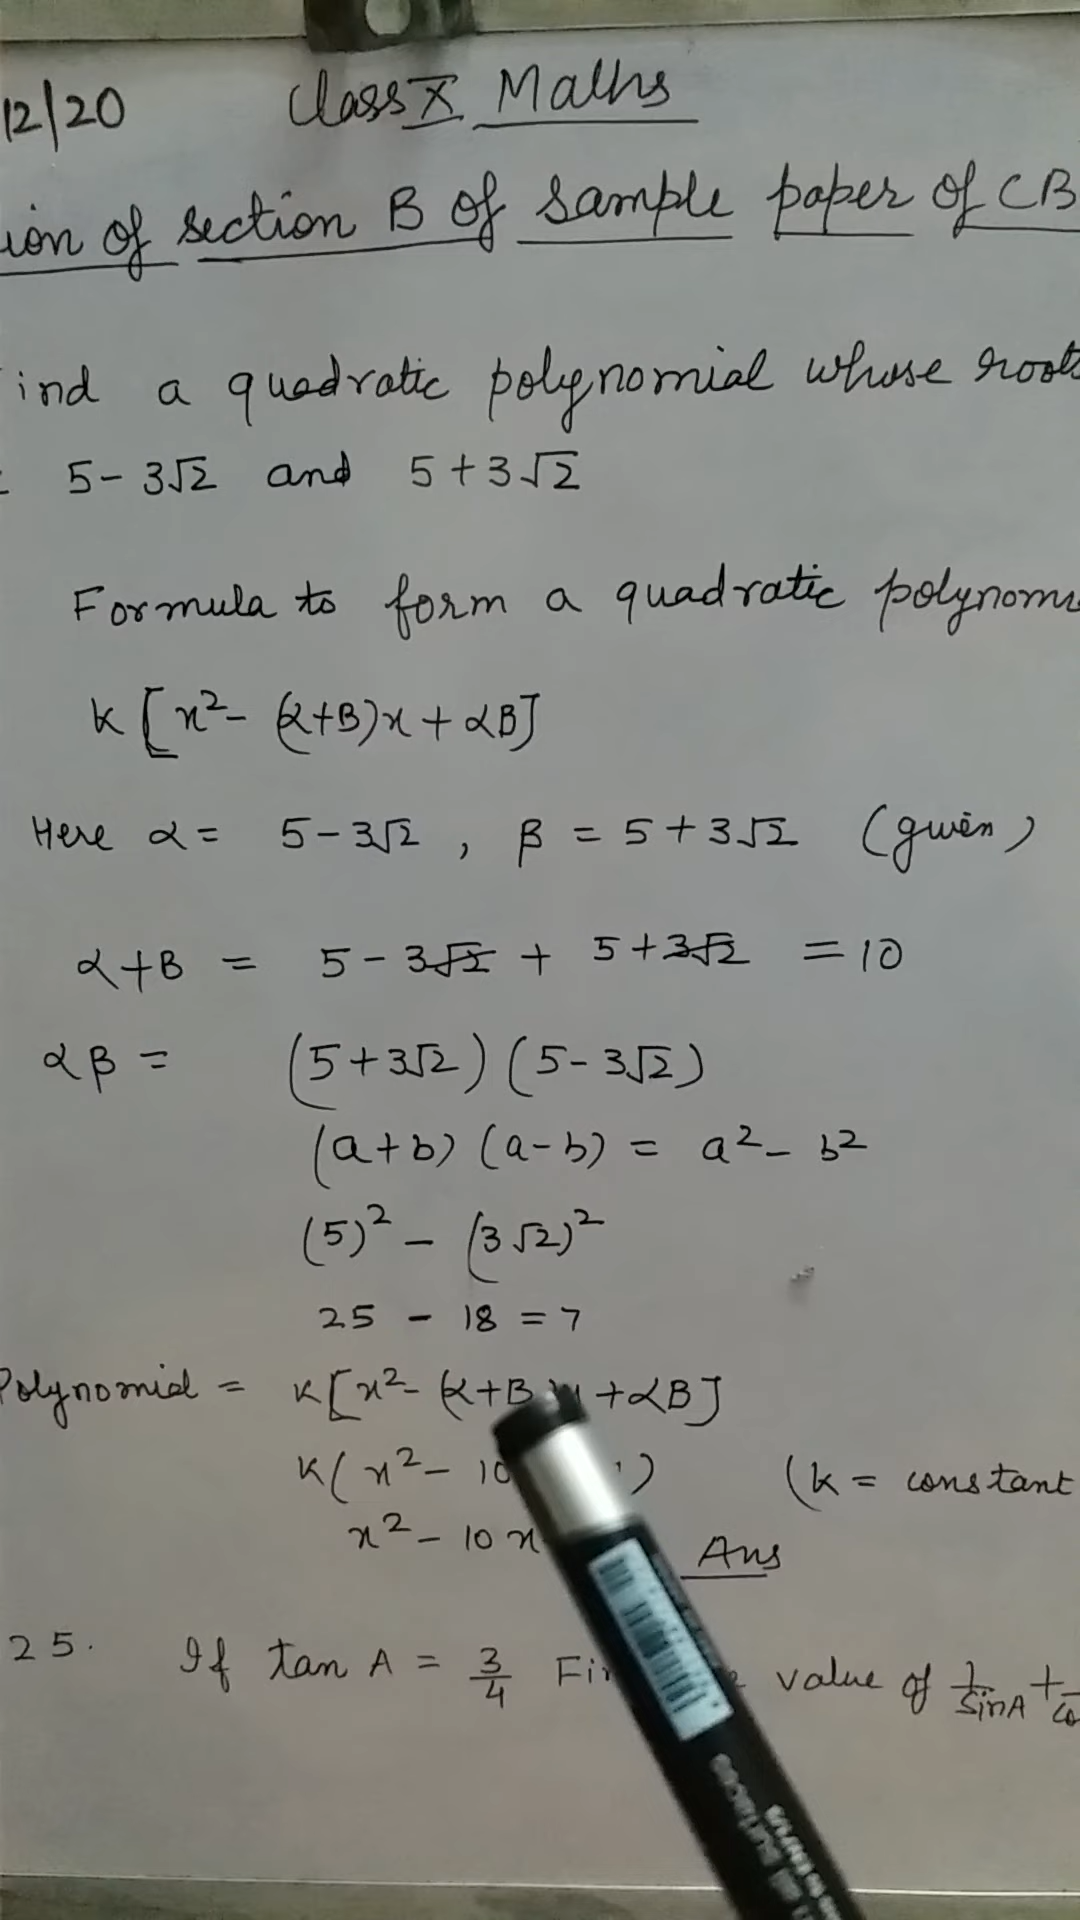 12/20 Class X Maths
ion of section B of sample paper of CB
ind a quadratic polynomial whose roots
5-3√2 and 5+3√2
Formula to form a quadratic polynom
k[x²- (α+B)x+αB]
Here α = 5-3√2 , β = 5+3√2 (given)
α+B = 5-3√2 + 5+3√2 =10
αβ = (5+3√2)(5-3√2)
(a+b) (a-b) = a²- b²
(5)² - (3√2)²
25 - 18 = 7
Polynomial = k[x²- (α+B)x +αB]
k(x²- 10 ) (k = constant
x²- 10x Ans
25. If tan A = 3/4 Fi value of 1/sinA +